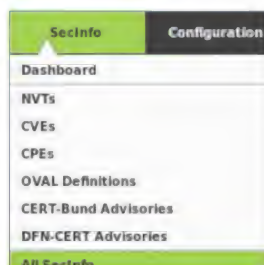 SecInfo Configuration
Dashboard
NVTs
CVEs
CPEs
OVAL Definitions
CERT-Bund Advisories
DFN-CERT Advisories
All SecInfo